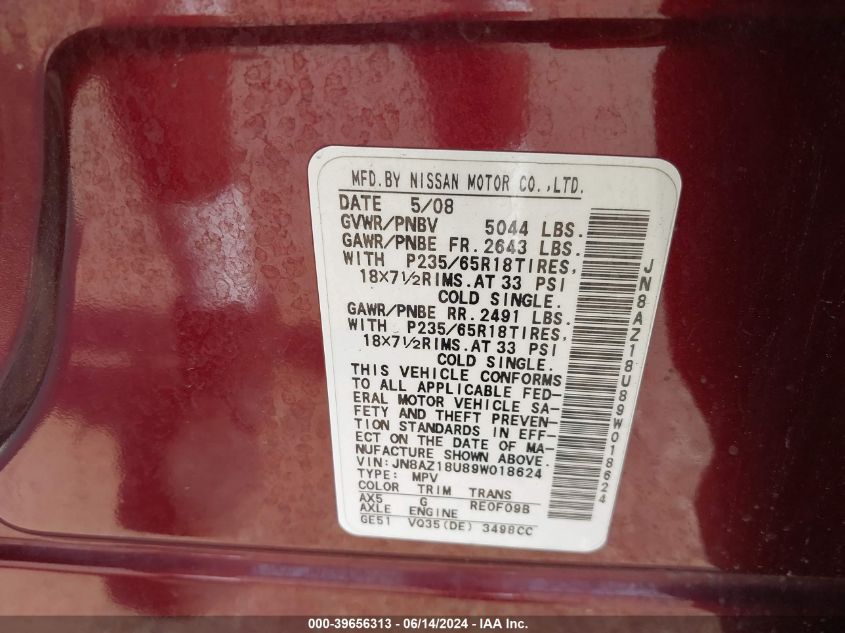 MFD.BY NISSAN MOTOR CO.,LTD.
DATE 5/08
GVWR/PNBV 5044 LBS.
GAWR/PNBE FR. 2643 LBS.
WITH P235/65R18TIRES,
18×7½RIMS.AT 33 PSI
COLD SINGLE.
GAWR/PNBE RR. 2491 LBS.
WITH P235/65R18TIRES,
18×7½RIMS.AT 33 PSI
COLD SINGLE.
THIS VEHICLE CONFORMS
TO ALL APPLICABLE FED-
ERAL MOTOR VEHICLE SA-
FETY AND THEFT PREVEN-
TION STANDARDS IN EFF-
ECT ON THE DATE OF MA-
NUFACTURE SHOWN ABOVE.
VIN: JN8AZ18U89W018624
TYPE: MPV
COLOR TRIM TRANS
AX5 G RE0F09B
AXLE ENGINE
GE51 VQ35(DE) 3498CC
JN8AZ18U89W018624
000-39656313 - 06/14/2024 - IAA Inc.